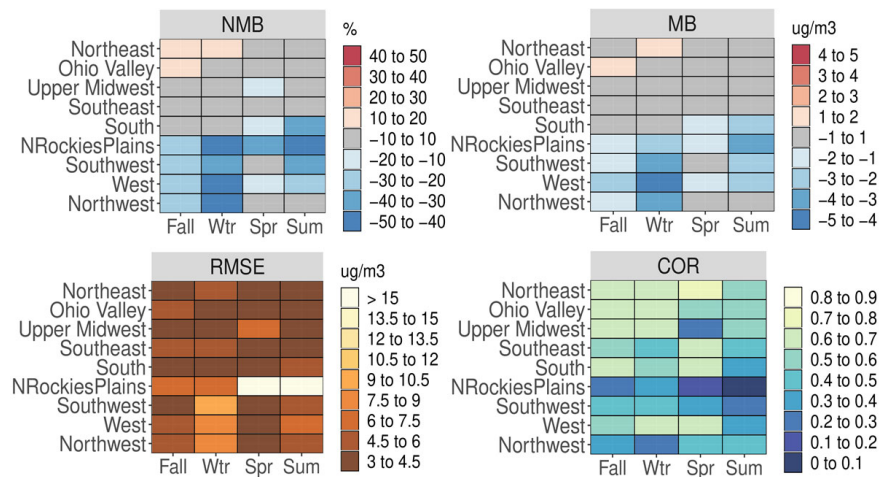 NMB
%
Northeast
Ohio Valley
Upper Midwest
Southeast
South
NRockiesPlains
Southwest
West
Northwest
Fall Wtr Spr Sum
40 to 50
30 to 40
20 to 30
10 to 20
−10 to 10
−20 to −10
−30 to −20
−40 to −30
−50 to −40
MB
ug/m3
Northeast
Ohio Valley
Upper Midwest
Southeast
South
NRockiesPlains
Southwest
West
Northwest
Fall Wtr Spr Sum
4 to 5
3 to 4
2 to 3
1 to 2
−1 to 1
−2 to −1
−3 to −2
−4 to −3
−5 to −4
RMSE
ug/m3
Northeast
Ohio Valley
Upper Midwest
Southeast
South
NRockiesPlains
Southwest
West
Northwest
Fall Wtr Spr Sum
> 15
13.5 to 15
12 to 13.5
10.5 to 12
9 to 10.5
7.5 to 9
6 to 7.5
4.5 to 6
3 to 4.5
COR
Northeast
Ohio Valley
Upper Midwest
Southeast
South
NRockiesPlains
Southwest
West
Northwest
Fall Wtr Spr Sum
0.8 to 0.9
0.7 to 0.8
0.6 to 0.7
0.5 to 0.6
0.4 to 0.5
0.3 to 0.4
0.2 to 0.3
0.1 to 0.2
0 to 0.1